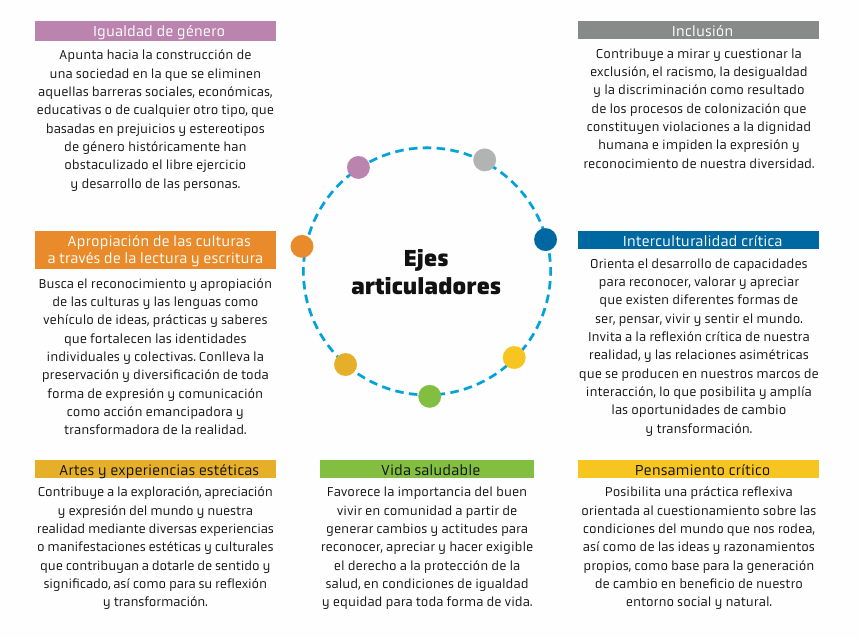 Igualdad de género
Apunta hacia la construcción de
una sociedad en la que se eliminen
aquellas barreras sociales, económicas,
educativas o de cualquier otro tipo, que
basadas en prejuicios y estereotipos
de género históricamente han
obstaculizado el libre ejercicio
y desarrollo de las personas.
Inclusión
Contribuye a mirar y cuestionar la
exclusión, el racismo, la desigualdad
y la discriminación como resultado
de los procesos de colonización que
constituyen violaciones a la dignidad
humana e impiden la expresión y
reconocimiento de nuestra diversidad.
Apropiación de las culturas
a través de la lectura y escritura
Busca el reconocimiento y apropiación
de las culturas y las lenguas como
vehículo de ideas, prácticas y saberes
que fortalecen las identidades
individuales y colectivas. Conlleva la
preservación y diversificación de toda
forma de expresión y comunicación
como acción emancipadora y
transformadora de la realidad.
Ejes
articuladores
Interculturalidad crítica
Orienta el desarrollo de capacidades
para reconocer, valorar y apreciar
que existen diferentes formas de
ser, pensar, vivir y sentir el mundo.
Invita a la reflexión crítica de nuestra
realidad, y las relaciones asimétricas
que se producen en nuestros marcos de
interacción, lo que posibilita y amplía
las oportunidades de cambio
y transformación.
Artes y experiencias estéticas
Contribuye a la exploración, apreciación
y expresión del mundo y nuestra
realidad mediante diversas experiencias
o manifestaciones estéticas y culturales
que contribuyan a dotarle de sentido y
significado, así como para su reflexión
y transformación.
Vida saludable
Favorece la importancia del buen
vivir en comunidad a partir de
generar cambios y actitudes para
reconocer, apreciar y hacer exigible
el derecho a la protección de la
salud, en condiciones de igualdad
y equidad para toda forma de vida.
Pensamiento crítico
Posibilita una práctica reflexiva
orientada al cuestionamiento sobre las
condiciones del mundo que nos rodea,
así como de las ideas y razonamientos
propios, como base para la generación
de cambio en beneficio de nuestro
entorno social y natural.